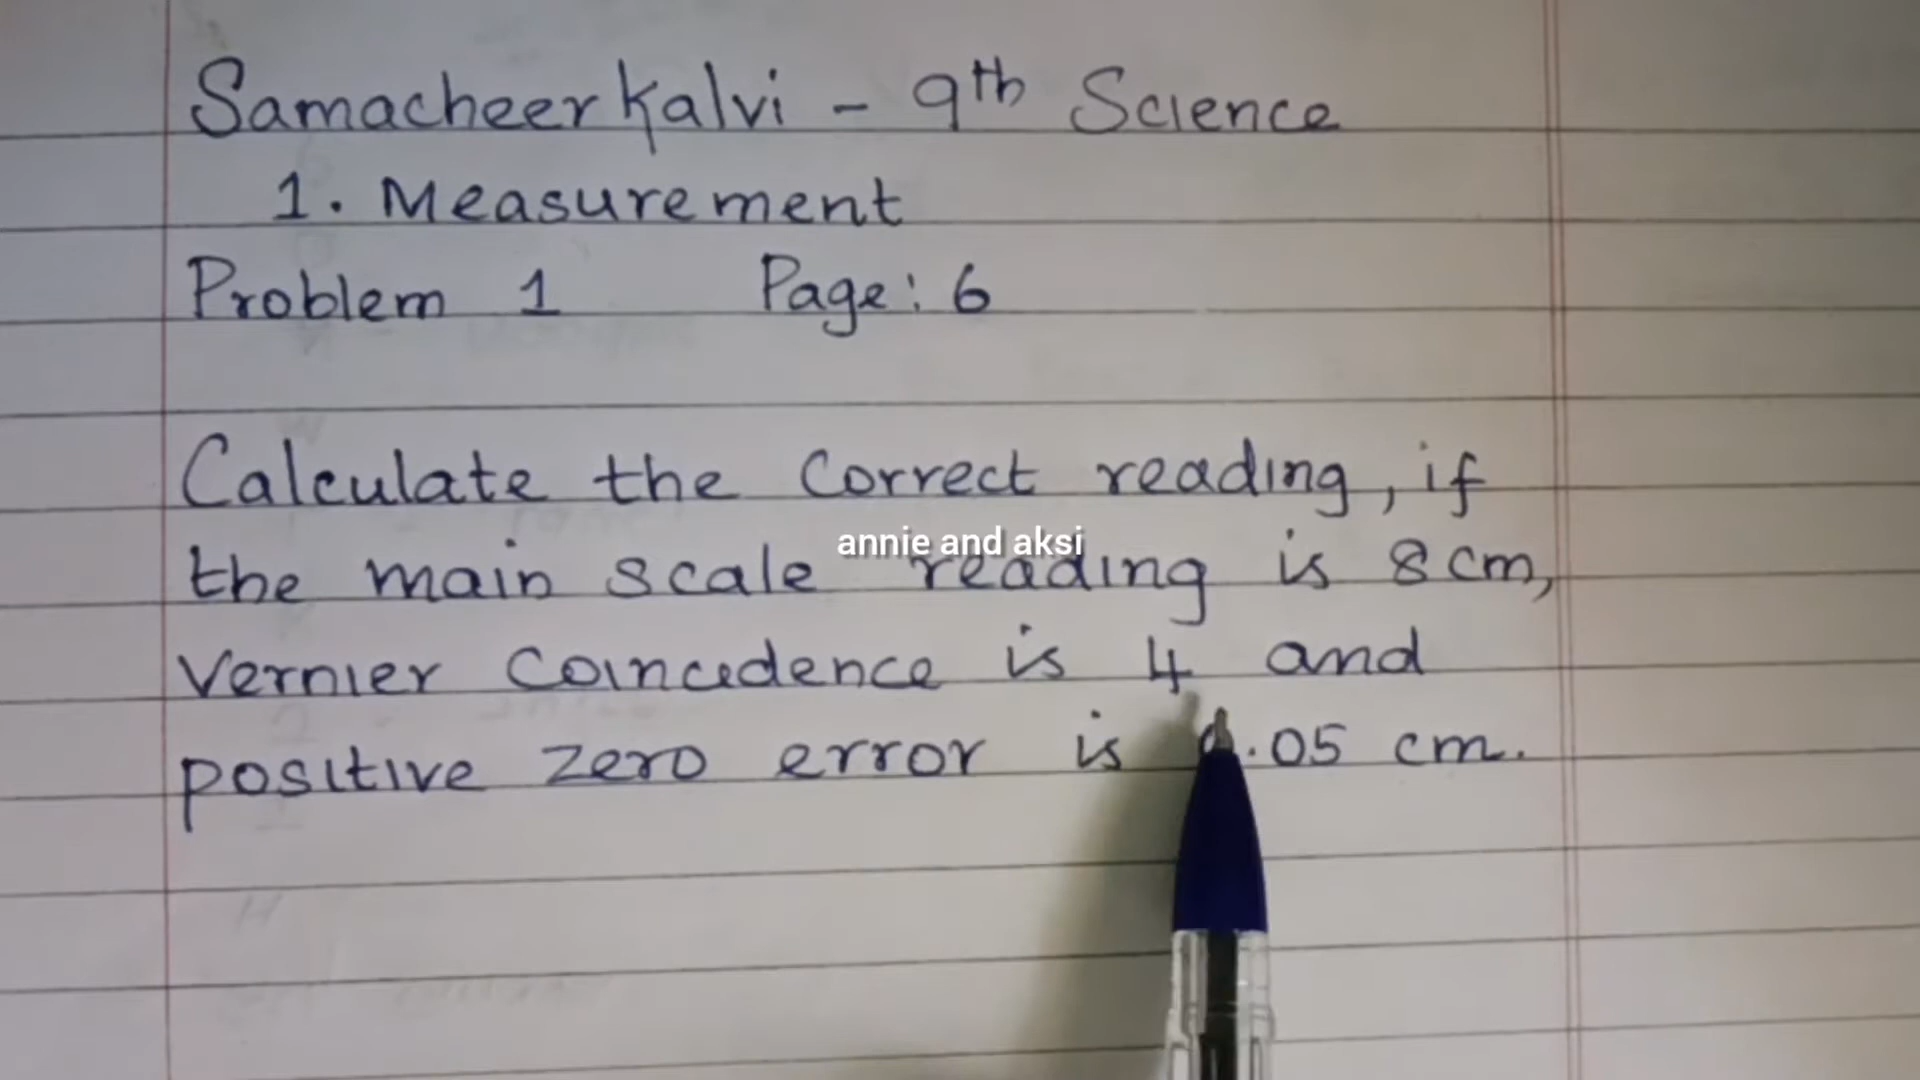 Samacheer Kalvi - 9th Science
1. Measurement
Problem 1 Page: 6
Calculate the correct reading, if
annie and aksi
the main scale reading is 8 cm,
Vernier coincidence is 4 and
positive zero error is 0.05 cm.